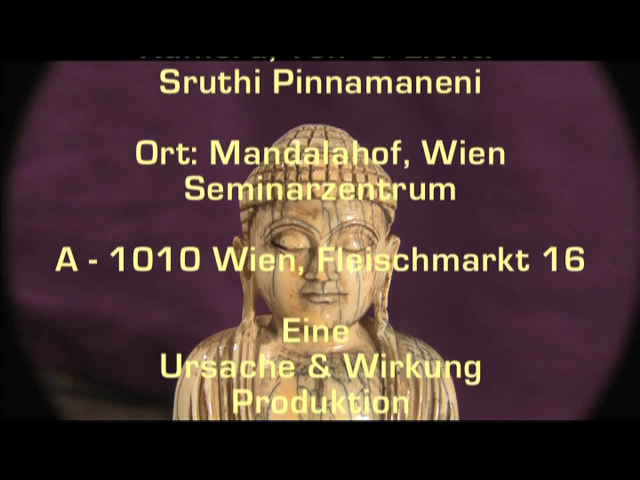 Sruthi Pinnamaneni
Ort: Mandalahof, Wien
Seminarzentrum
A - 1010 Wien, Fleischmarkt 16
Eine
Ursache & Wirkung
Produktion